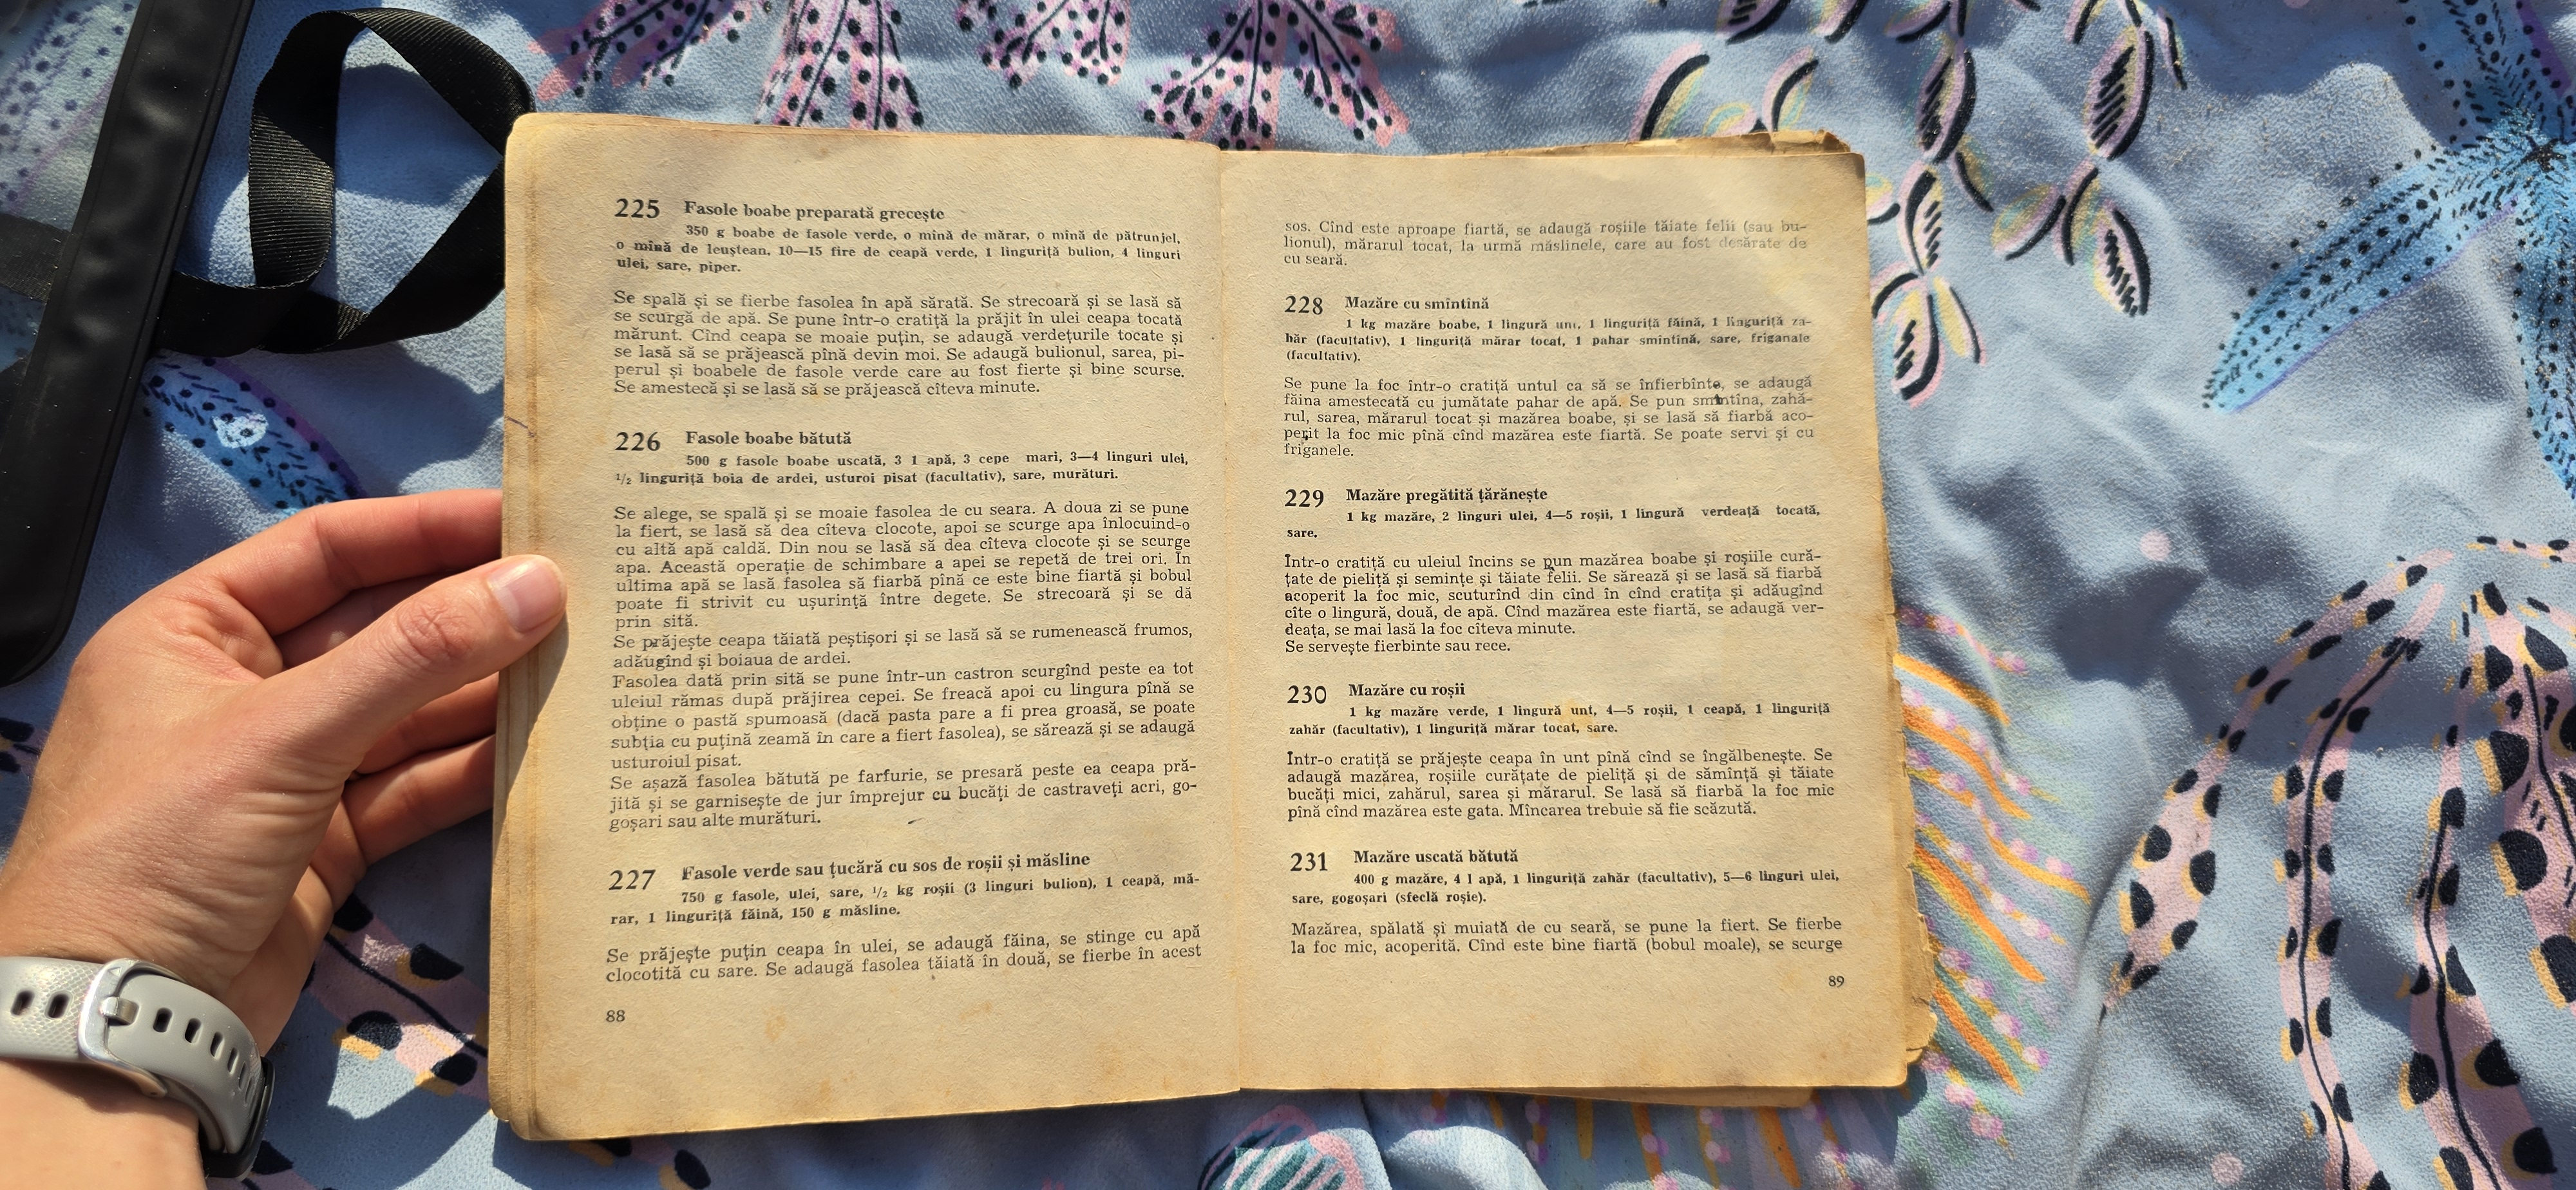 225 Fasole boabe preparată grecește
350 g boabe de fasole verde, o mînă de mărar, o mînă de pătrunjel,
o mînă de leuștean, 10—15 fire de ceapă verde, 1 linguriță bulion, 4 linguri
ulei, sare, piper.
Se spală și se fierbe fasolea în apă sărată. Se strecoară și se lasă să
se scurgă de apă. Se pune într-o cratiță la prăjit în ulei ceapa tocată
mărunt. Cînd ceapa se moaie puțin, se adaugă verdețurile tocate și
se lasă să se prăjească pînă devin moi. Se adaugă bulionul, sarea, pi-
perul și boabele de fasole verde care au fost fierte și bine scurse.
Se amestecă și se lasă să se prăjească cîteva minute.
226 Fasole boabe bătută
500 g fasole boabe uscată, 3 l apă, 3 cepe mari, 3—4 linguri ulei,
1/2 linguriță boia de ardei, usturoi pisat (facultativ), sare, murături.
Se alege, se spală și se moaie fasolea de cu seara. A doua zi se pune
la fiert, se lasă să dea cîteva clocote, apoi se scurge apa înlocuind-o
cu altă apă caldă. Din nou se lasă să dea cîteva clocote și se scurge
apa. Această operație de schimbare a apei se repetă de trei ori. În
ultima apă se lasă fasolea să fiarbă pînă ce este bine fiartă și bobul
poate fi strivit cu ușurință între degete. Se strecoară și se dă
prin sită.
Se prăjește ceapa tăiată peștișori și se lasă să se rumenească frumos,
adăugînd și boiaua de ardei.
Fasolea dată prin sită se pune într-un castron scurgînd peste ea tot
uleiul rămas după prăjirea cepei. Se freacă apoi cu lingura pînă se
obține o pastă spumoasă (dacă pasta pare a fi prea groasă, se poate
subția cu puțină zeamă în care a fiert fasolea), se sărează și se adaugă
usturoiul pisat.
Se așază fasolea bătută pe farfurie, se presară peste ea ceapa pră-
jită și se garnisește de jur împrejur cu bucăți de castraveți acri, go-
goșari sau alte murături.
227 Fasole verde sau țucără cu sos de roșii și măsline
750 g fasole, ulei, sare, 1/2 kg roșii (3 linguri bulion), 1 ceapă, mă-
rar, 1 linguriță făină, 150 g măsline.
Se prăjește puțin ceapa în ulei, se adaugă făina, se stinge cu apă
clocotită cu sare. Se adaugă fasolea tăiată în două, se fierbe în acest
88
sos. Cînd este aproape fiartă, se adaugă roșiile tăiate felii (sau bu-
lionul), mărarul tocat, la urmă măslinele, care au fost desărate de
cu seară.
228 Mazăre cu smîntînă
1 kg mazăre boabe, 1 lingură unt, 1 linguriță făină, 1 linguriță za-
hăr (facultativ), 1 linguriță mărar tocat, 1 pahar smîntînă, sare, friganele
(facultativ).
Se pune la foc într-o cratiță untul ca să se înfierbînte, se adaugă
făina amestecată cu jumătate pahar de apă. Se pun smîntîna, zahă-
rul, sarea, mărarul tocat și mazărea boabe, și se lasă să fiarbă aco-
perit la foc mic pînă cînd mazărea este fiartă. Se poate servi și cu
friganele.
229 Mazăre pregătită țărănește
1 kg mazăre, 2 linguri ulei, 4—5 roșii, 1 lingură verdeață tocată,
sare.
Într-o cratiță cu uleiul încins se pun mazărea boabe și roșiile cură-
țate de pieliță și semințe și tăiate felii. Se sărează și se lasă să fiarbă
acoperit la foc mic, scuturînd din cînd în cînd cratița și adăugînd
cîte o lingură, două, de apă. Cînd mazărea este fiartă, se adaugă ver-
deața, se mai lasă la foc cîteva minute.
Se servește fierbinte sau rece.
230 Mazăre cu roșii
1 kg mazăre verde, 1 lingură unt, 4—5 roșii, 1 ceapă, 1 linguriță
zahăr (facultativ), 1 linguriță mărar tocat, sare.
Într-o cratiță se prăjește ceapa în unt pînă cînd se îngălbenește. Se
adaugă mazărea, roșiile curățate de pieliță și de sămînță și tăiate
bucăți mici, zahărul, sarea și mărarul. Se lasă să fiarbă la foc mic
pînă cînd mazărea este gata. Mîncarea trebuie să fie scăzută.
231 Mazăre uscată bătută
400 g mazăre, 4 l apă, 1 linguriță zahăr (facultativ), 5—6 linguri ulei,
sare, gogoșari (sfeclă roșie).
Mazărea, spălată și muiată de cu seară, se pune la fiert. Se fierbe
la foc mic, acoperită. Cînd este bine fiartă (bobul moale), se scurge
89